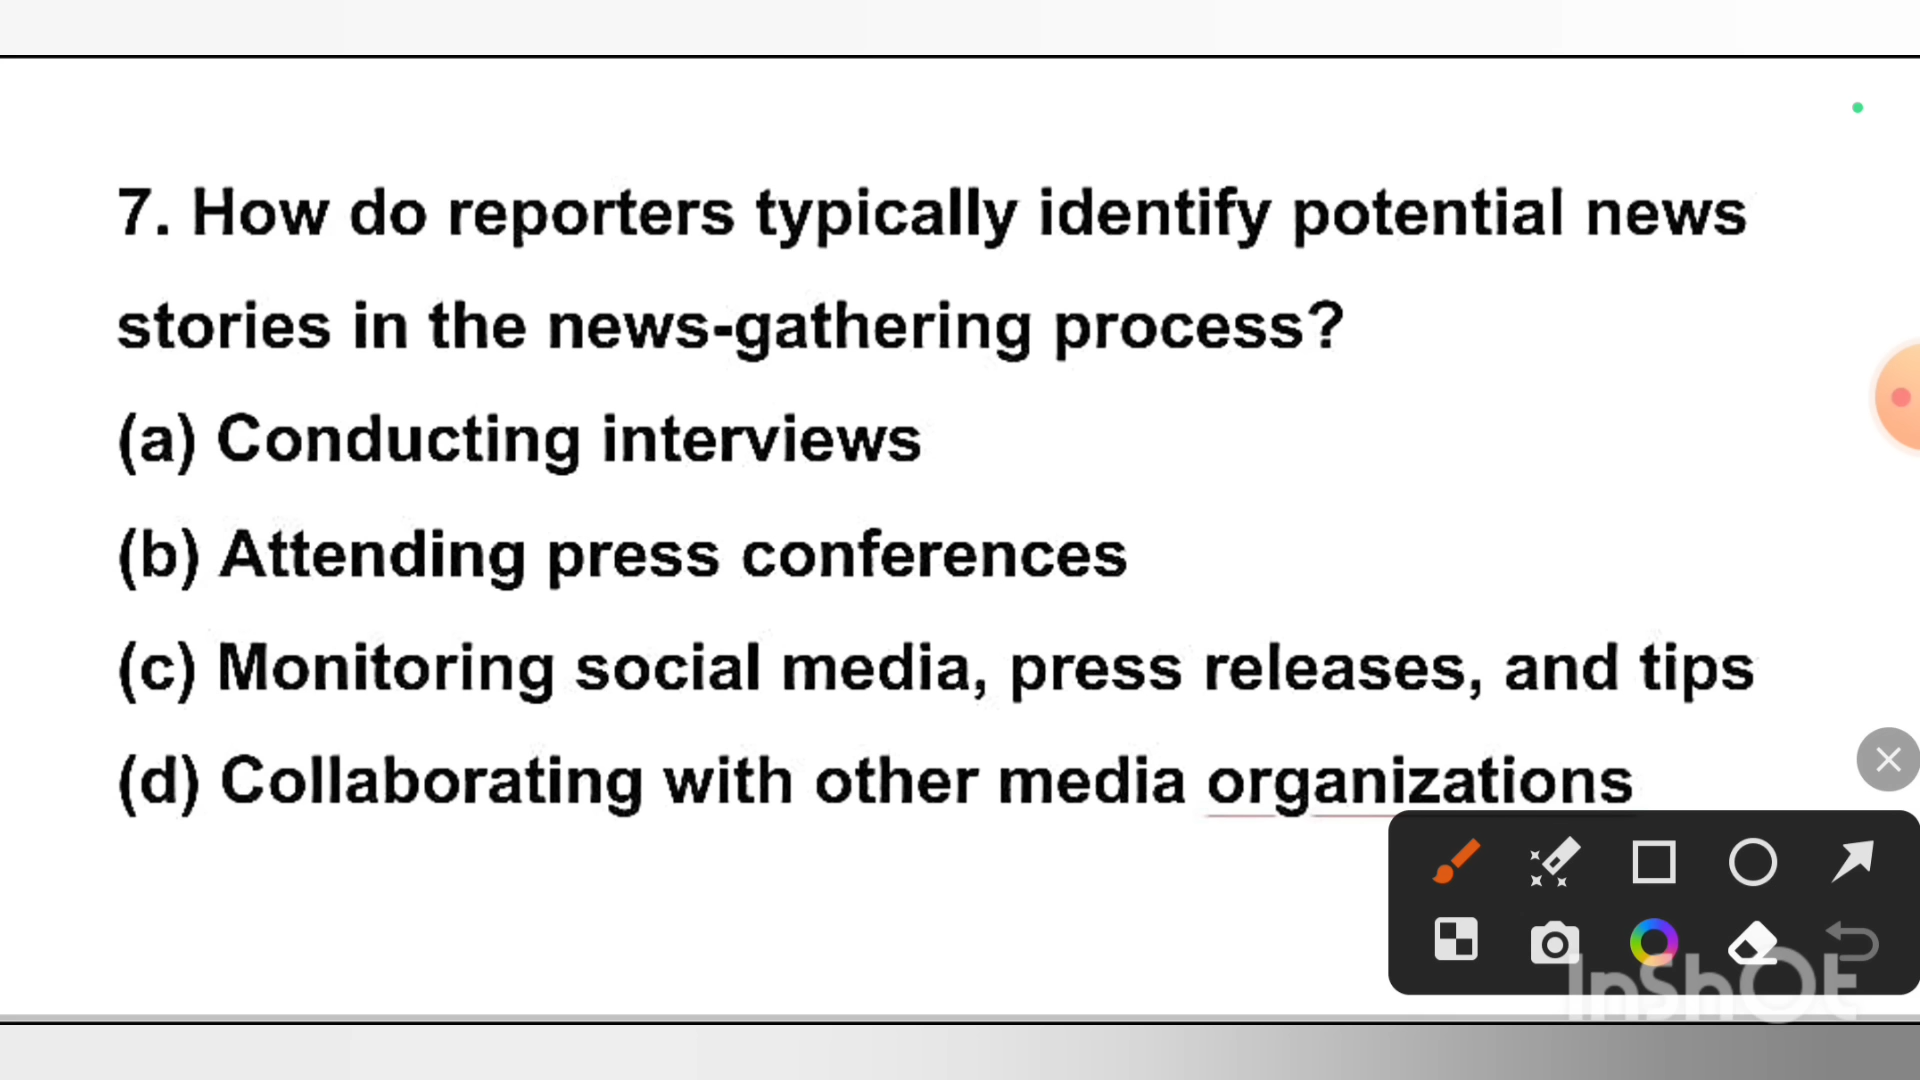 7. How do reporters typically identify potential news
stories in the news-gathering process?
(a) Conducting interviews
(b) Attending press conferences
(c) Monitoring social media, press releases, and tips
(d) Collaborating with other media organizations
InShOt